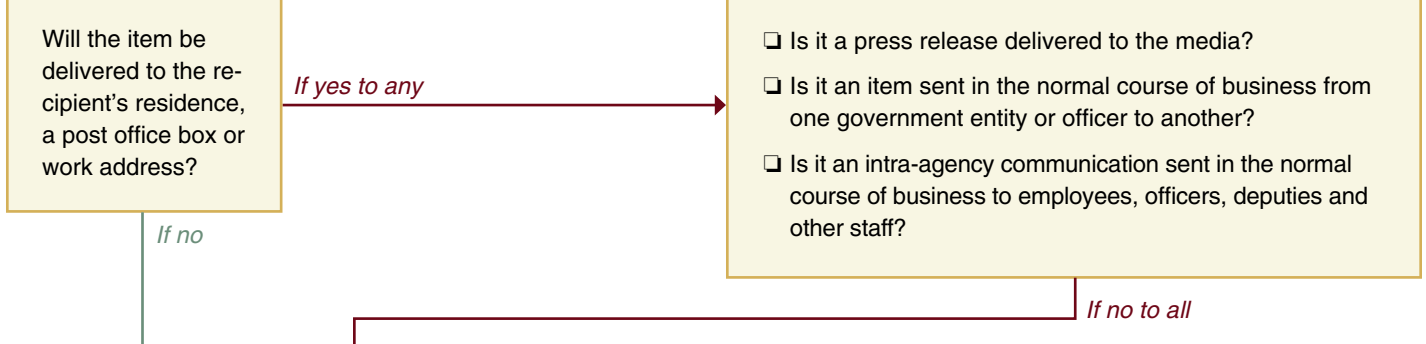 Will the item be
delivered to the re-
cipient's residence,
a post office box or
work address?
If yes to any
❏ Is it a press release delivered to the media?
❏ Is it an item sent in the normal course of business from
one government entity or officer to another?
❏ Is it an intra-agency communication sent in the normal
course of business to employees, officers, deputies and
other staff?
If no
If no to all